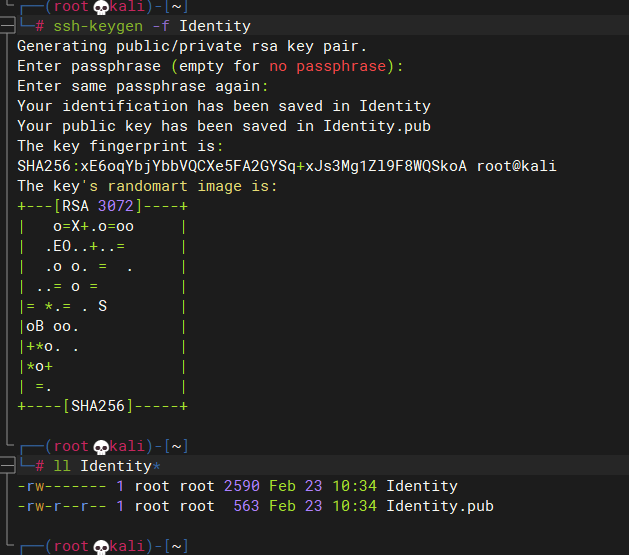 ┌──(root💀kali)-[~]
└─# ssh-keygen -f Identity
Generating public/private rsa key pair.
Enter passphrase (empty for no passphrase):
Enter same passphrase again:
Your identification has been saved in Identity
Your public key has been saved in Identity.pub
The key fingerprint is:
SHA256:xE6oqYbjYbbVQCXe5FA2GYSq+xJs3Mg1Zl9F8WQSkoA root@kali
The key's randomart image is:
+---[RSA 3072]----+
|   o=X+.o=oo     |
|  .EO..+..=      |
|  .o o. =  .     |
| ..= o =         |
|= *.= . S        |
|oB oo.           |
|+*o. .           |
|*o+              |
| =.              |
+----[SHA256]-----+
┌──(root💀kali)-[~]
└─# ll Identity*
-rw------- 1 root root 2590 Feb 23 10:34 Identity
-rw-r--r-- 1 root root  563 Feb 23 10:34 Identity.pub
┌──(root💀kali)-[~]